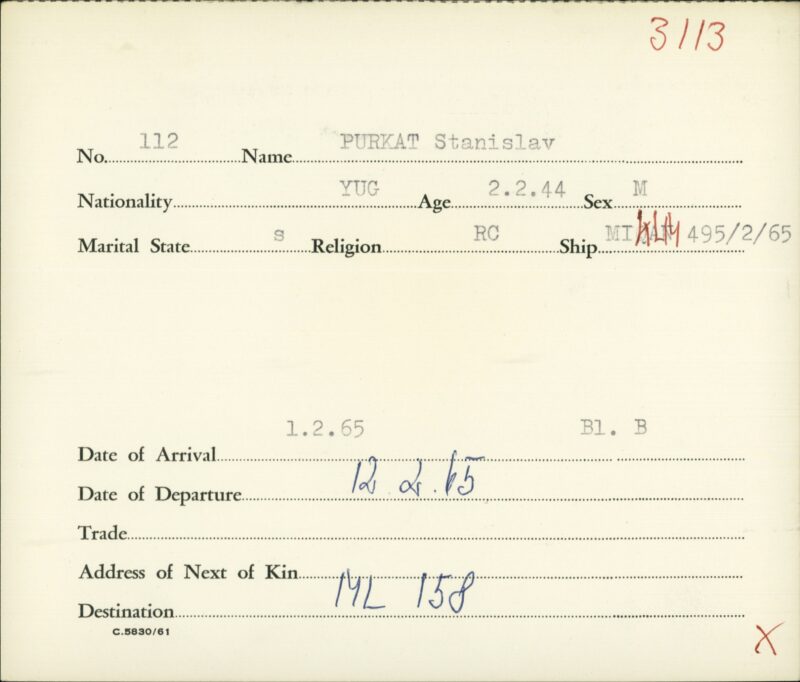 3113
No. 112 Name PURKAT Stanislav
Nationality YUG Age 2.2.44 Sex M
Marital State s Religion RC Ship KLM 495/2/65
1.2.65 Bl. B
Date of Arrival
Date of Departure 12.2.65
Trade
Address of Next of Kin
Destination ML 158
C.5830/61
X